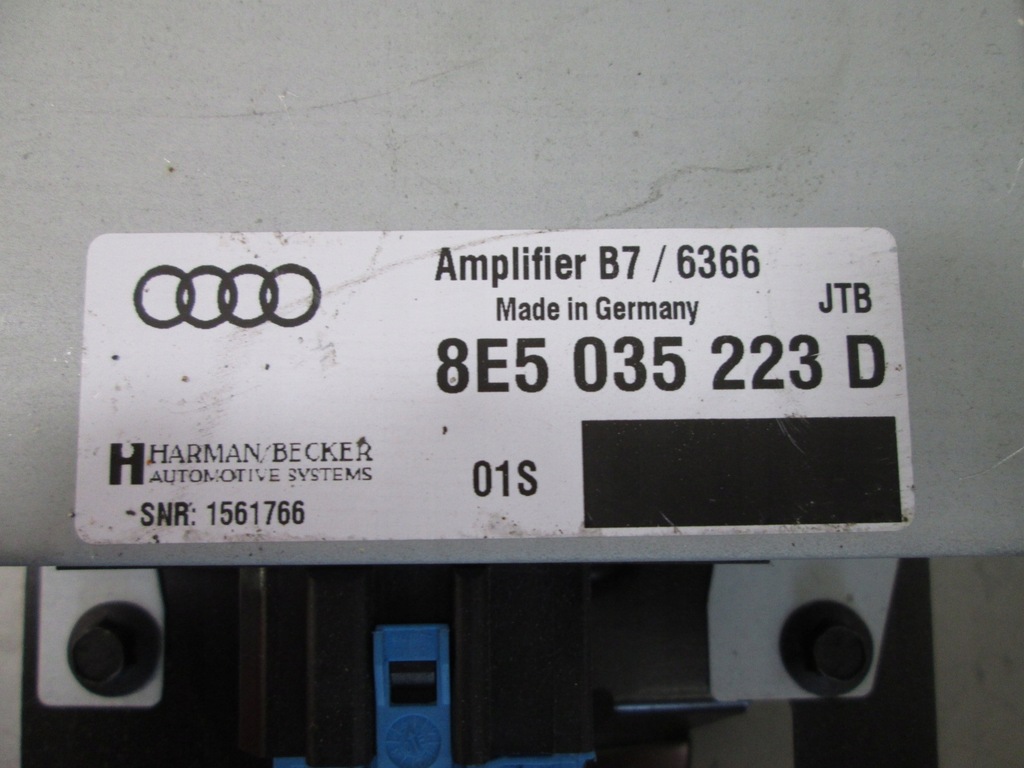 Amplifier B7 / 6366
Made in Germany
JTB
8E5 035 223 D
H HARMAN/BECKER
AUTOMOTIVE SYSTEMS
01S
SNR: 1561766